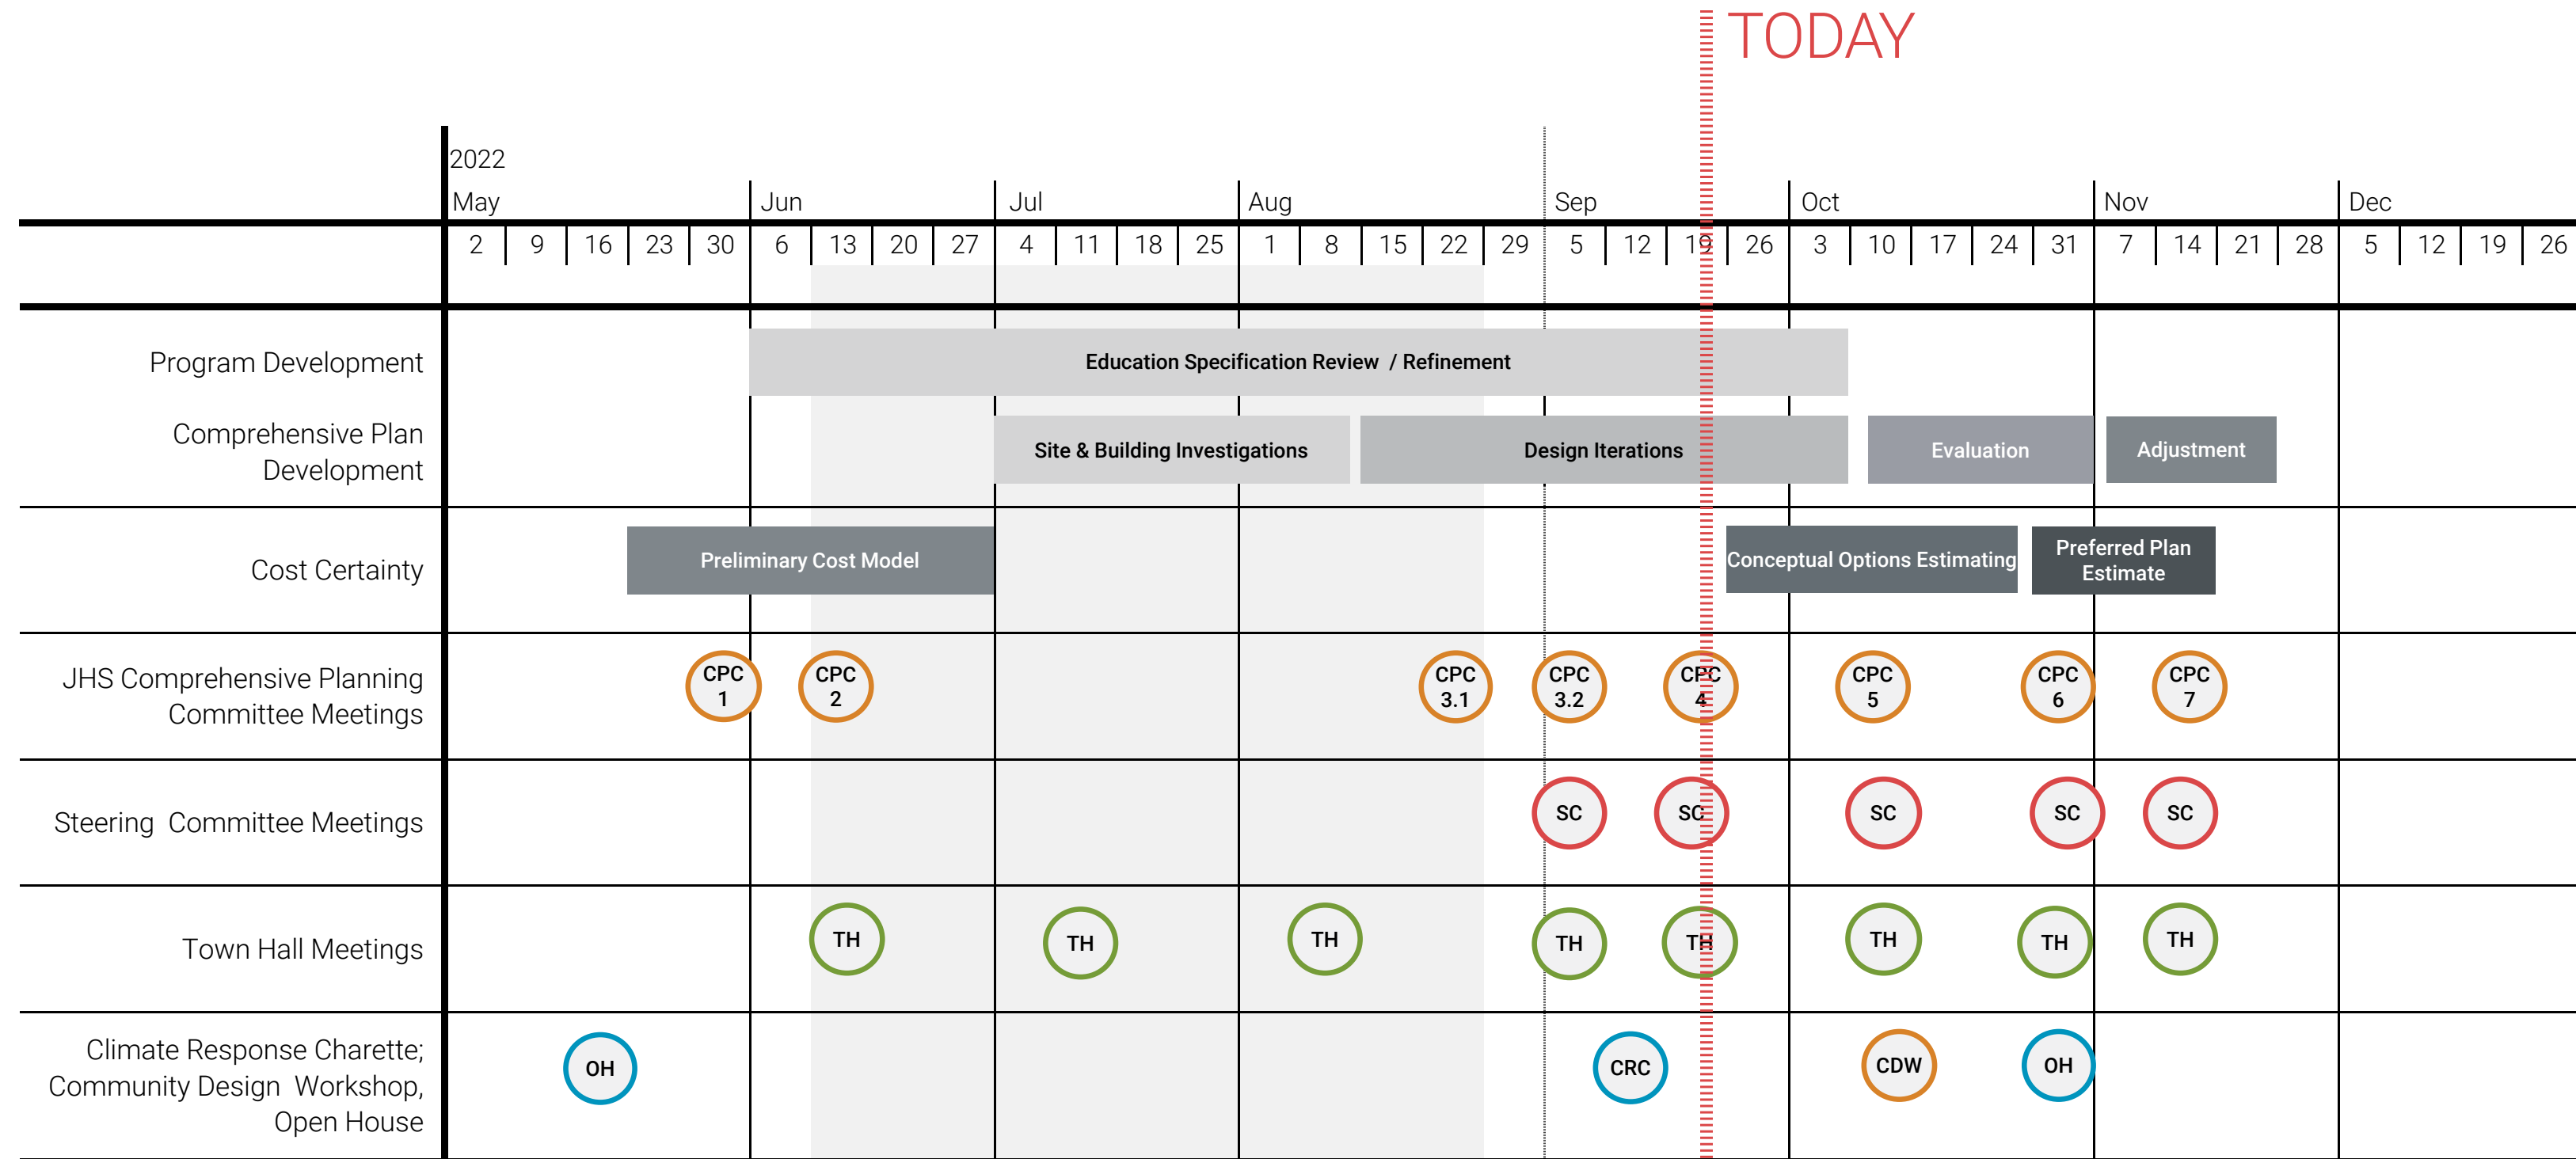 TODAY
2022
May Jun Jul Aug Sep Oct Nov Dec
2 9 16 23 30 6 13 20 27 4 11 18 25 1 8 15 22 29 5 12 19 26 3 10 17 24 31 7 14 21 28 5 12 19 26
Program Development
Education Specification Review / Refinement
Comprehensive Plan
Development
Site & Building Investigations
Design Iterations
Evaluation
Adjustment
Cost Certainty
Preliminary Cost Model
Conceptual Options Estimating
Preferred Plan
Estimate
JHS Comprehensive Planning
Committee Meetings
CPC
1
CPC
2
CPC
3.1
CPC
3.2
CPC
4
CPC
5
CPC
6
CPC
7
Steering Committee Meetings
SC SC SC SC SC
Town Hall Meetings
TH TH TH TH TH TH TH TH
Climate Response Charette;
Community Design Workshop,
Open House
OH CRC CDW OH